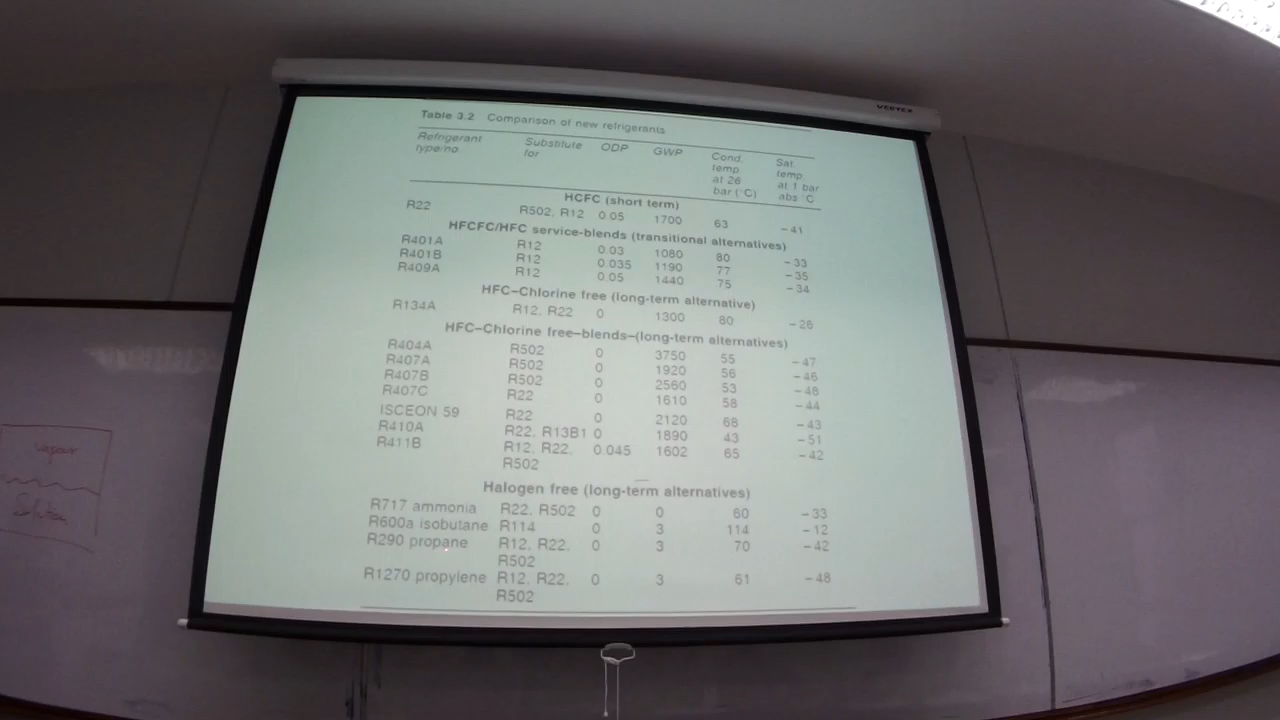 VERTEX
Table 3.2 Comparison of new refrigerants
Refrigerant type/no. Substitute for ODP GWP Cond. temp at 26 bar (°C) Sat. temp at 1 bar abs °C
HCFC (short term)
R22 R502, R12 0.05 1700 63 −41
HFCFC/HFC service-blends (transitional alternatives)
R401A R12 0.03 1080 80 −33
R401B R12 0.035 1190 77 −35
R409A R12 0.05 1440 75 −34
HFC–Chlorine free (long-term alternative)
R134A R12, R22 0 1300 80 −26
HFC–Chlorine free–blends–(long-term alternatives)
R404A R502 0 3750 55 −47
R407A R502 0 1920 56 −46
R407B R502 0 2560 53 −48
R407C R22 0 1610 58 −44
ISCEON 59 R22 0 2120 68 −43
R410A R22, R13B1 0 1890 43 −51
R411B R12, R22, 0.045 1602 65 −42
R502
Halogen free (long-term alternatives)
R717 ammonia R22, R502 0 0 60 −33
R600a isobutane R114 0 3 114 −12
R290 propane R12, R22, 0 3 70 −42
R502
R1270 propylene R12, R22, 0 3 61 −48
R502
vapour